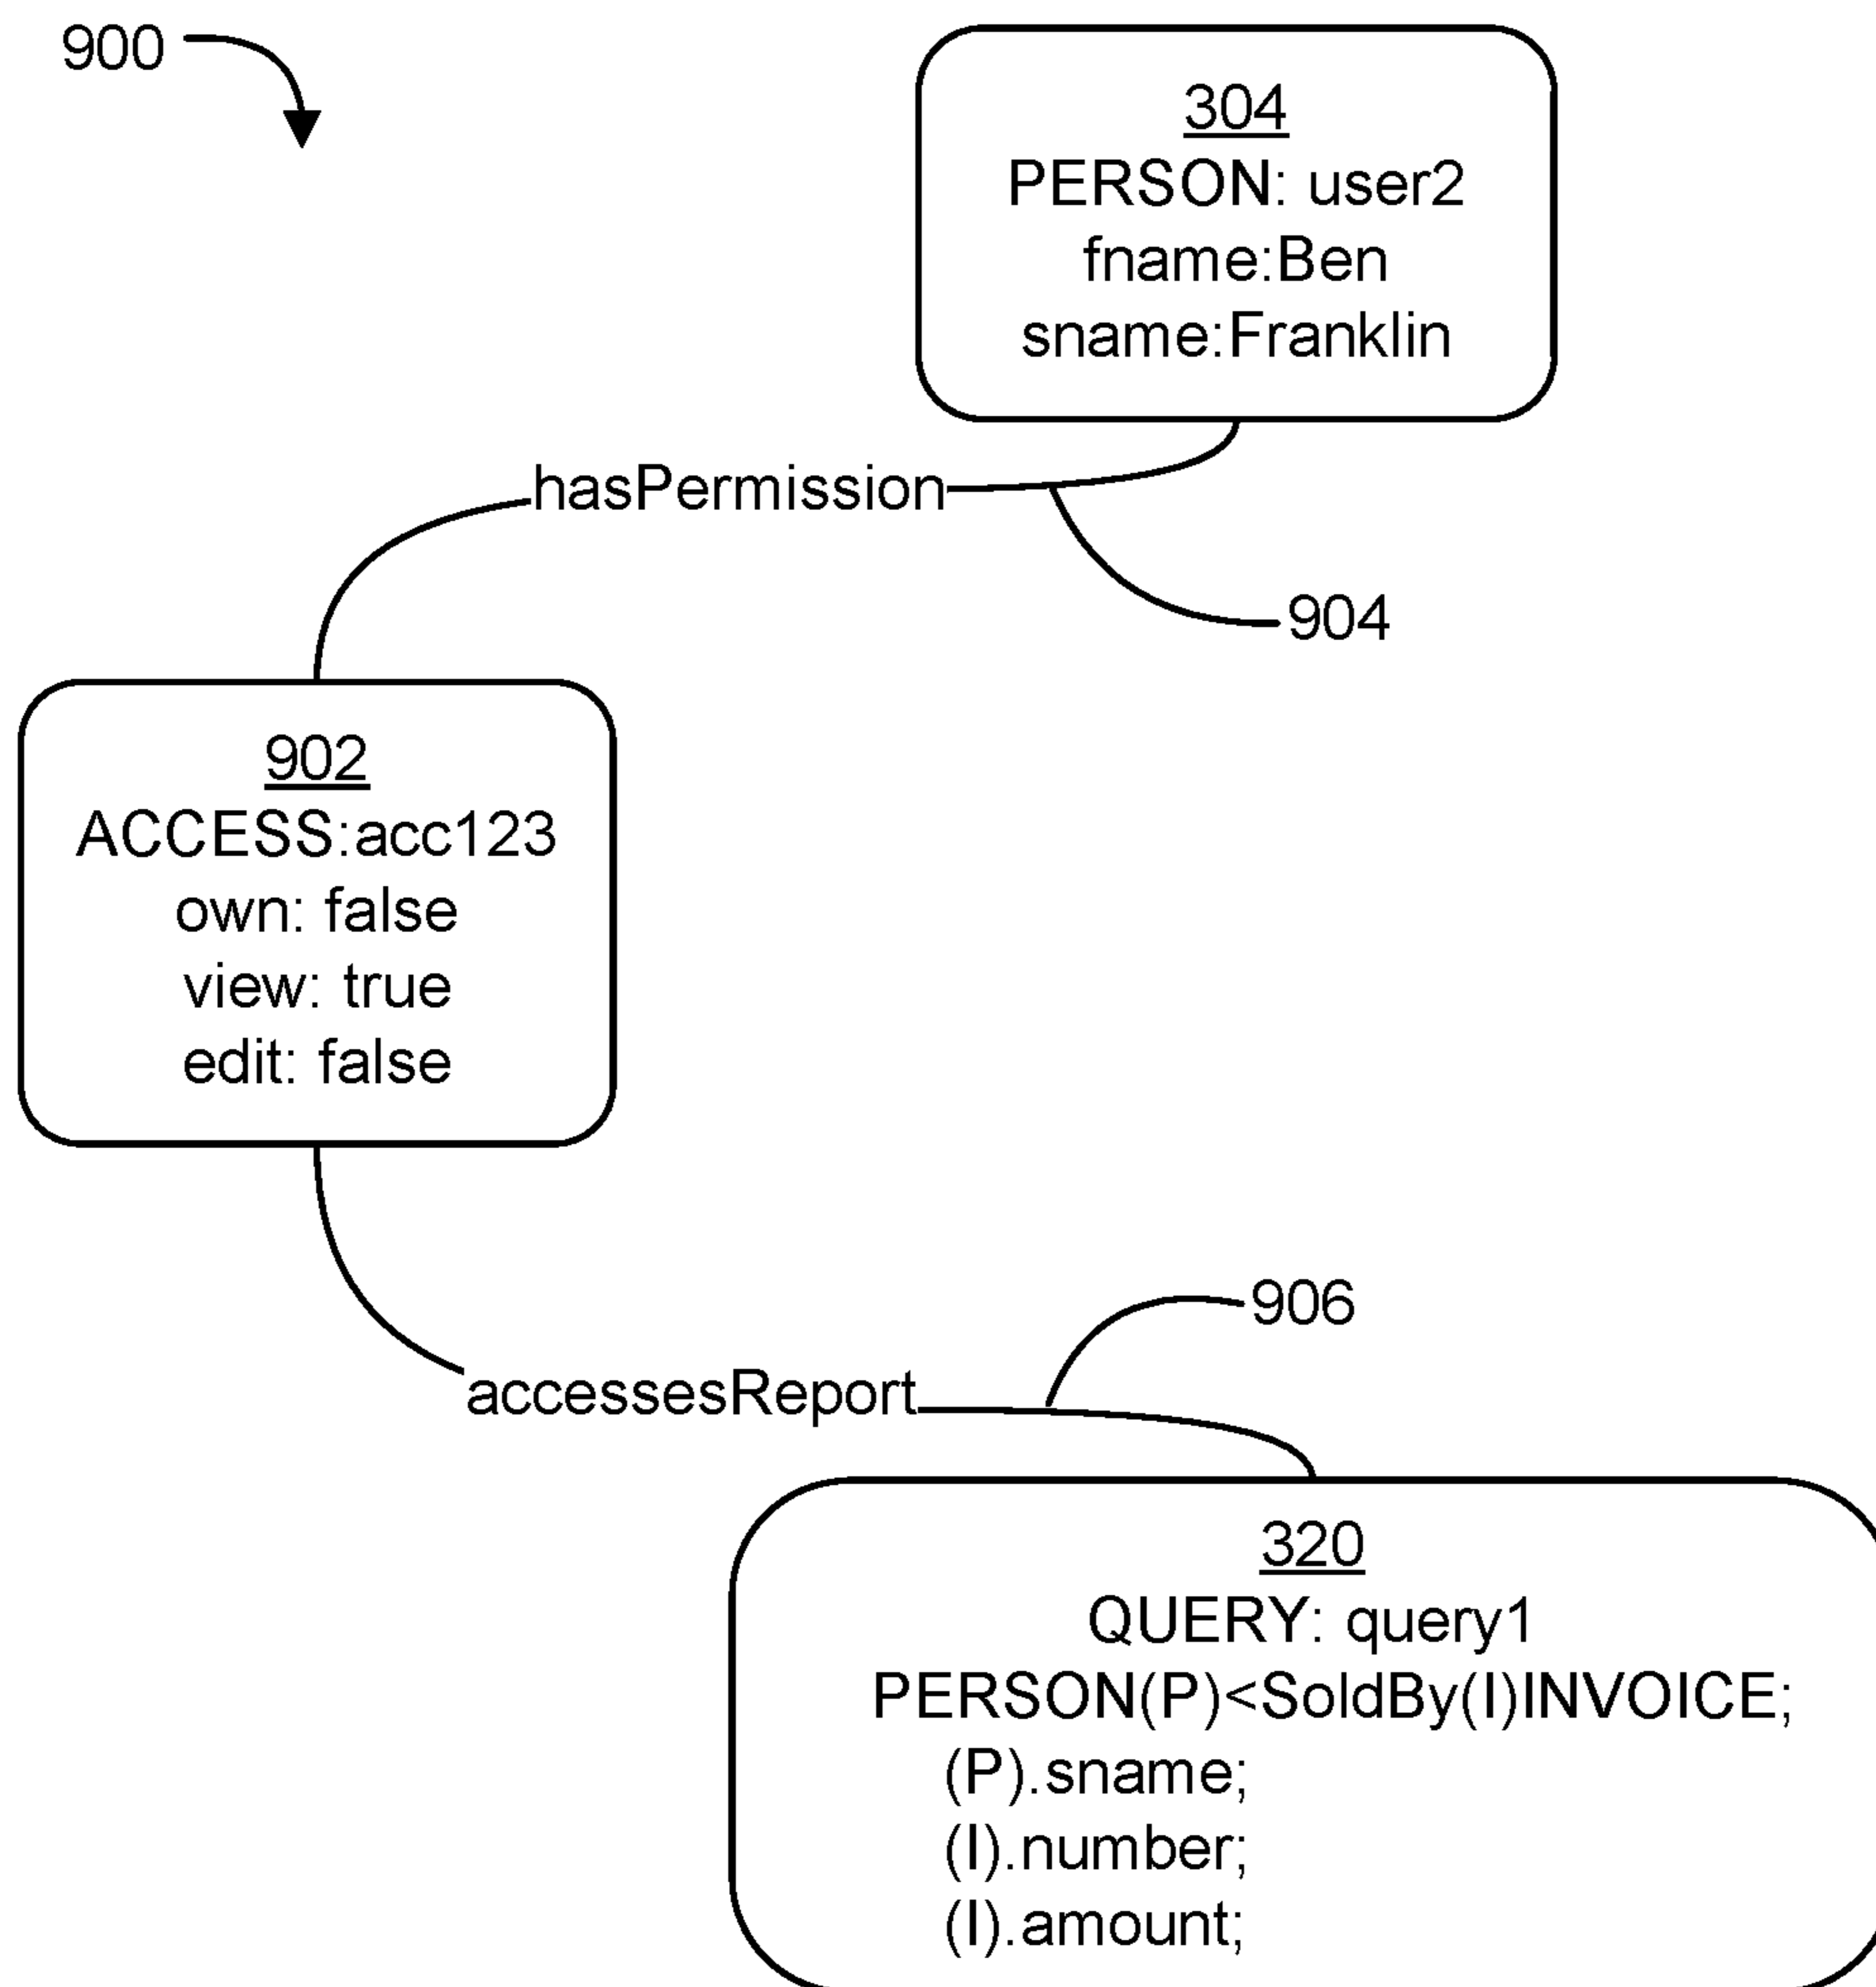 900
304
PERSON: user2
fname:Ben
sname:Franklin
hasPermission
904
902
ACCESS:acc123
own: false
view: true
edit: false
906
accessesReport
320
QUERY: query1
PERSON(P)<SoldBy(I)INVOICE;
(P).sname;
(I).number;
(I).amount;